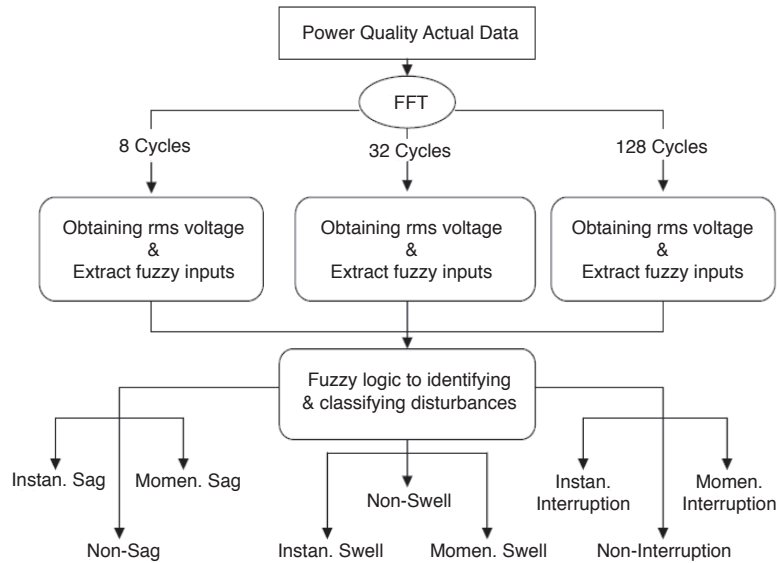 Power Quality Actual Data
FFT
8 Cycles
32 Cycles
128 Cycles
Obtaining rms voltage
&
Extract fuzzy inputs
Obtaining rms voltage
&
Extract fuzzy inputs
Obtaining rms voltage
&
Extract fuzzy inputs
Fuzzy logic to identifying
& classifying disturbances
Instan. Sag
Momen. Sag
Non-Sag
Non-Swell
Instan. Swell
Momen. Swell
Instan.
Interruption
Momen.
Interruption
Non-Interruption